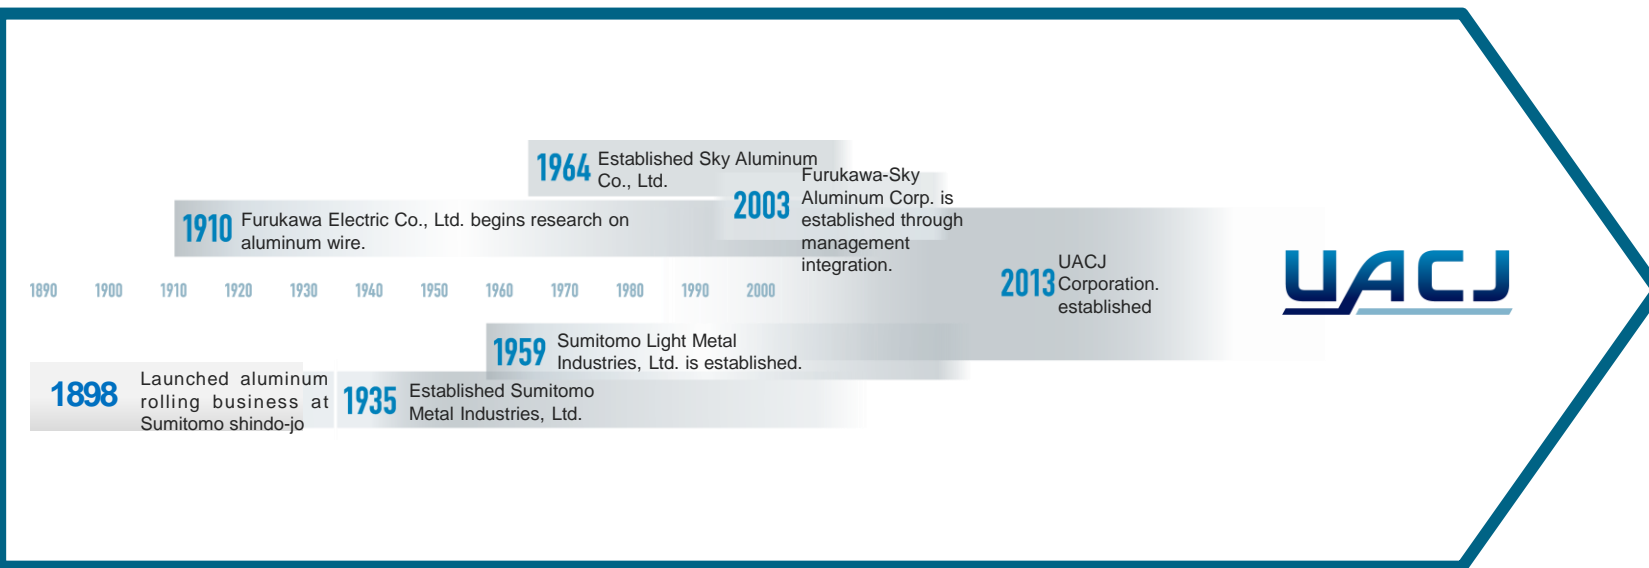 1964
Established Sky Aluminum
Co., Ltd.
2003
Furukawa-Sky
Aluminum Corp. is
established through
management
integration.
1910
Furukawa Electric Co., Ltd. begins research on
aluminum wire.
2013
UACJ
Corporation.
established
UACJ
1890 1900 1910 1920 1930 1940 1950 1960 1970 1980 1990 2000
1959
Sumitomo Light Metal
Industries, Ltd. is established.
1898
Launched aluminum
rolling business at
Sumitomo shindo-jo
1935
Established Sumitomo
Metal Industries, Ltd.